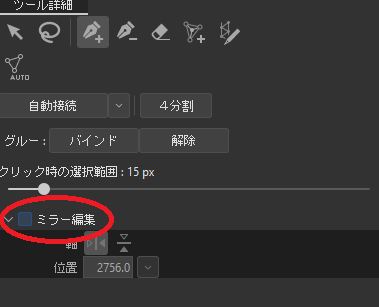 ツール詳細
AUTO
自動接続 4分割
グルー : バインド 解除
クリック時の選択範囲 : 15 px
ミラー編集
軸
位置 2756.0